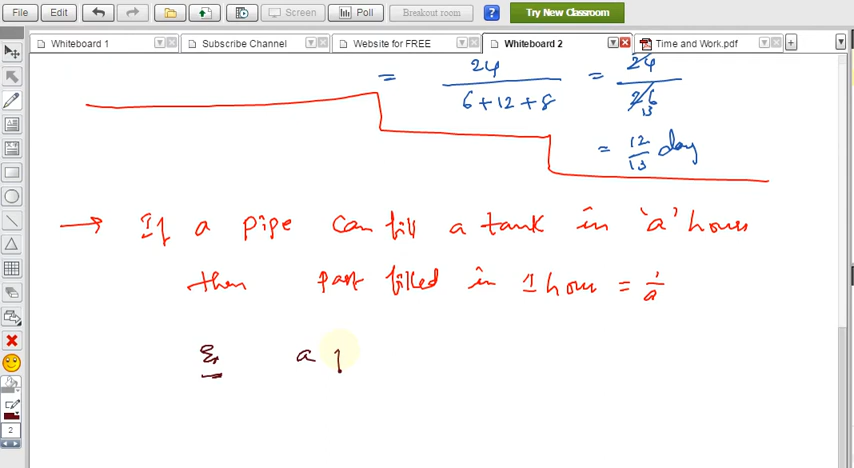 File Edit Screen Poll Breakout room ? Try New Classroom
Whiteboard 1 Subscribe Channel Website for FREE Whiteboard 2 Time and Work.pdf +
= 24 / 6+12+8 = 24 / 26
13
= 12/13 day
→ If a pipe can fill a tank in 'a' hours
then part filled in 1 hour = 1/a
Ex a p
2